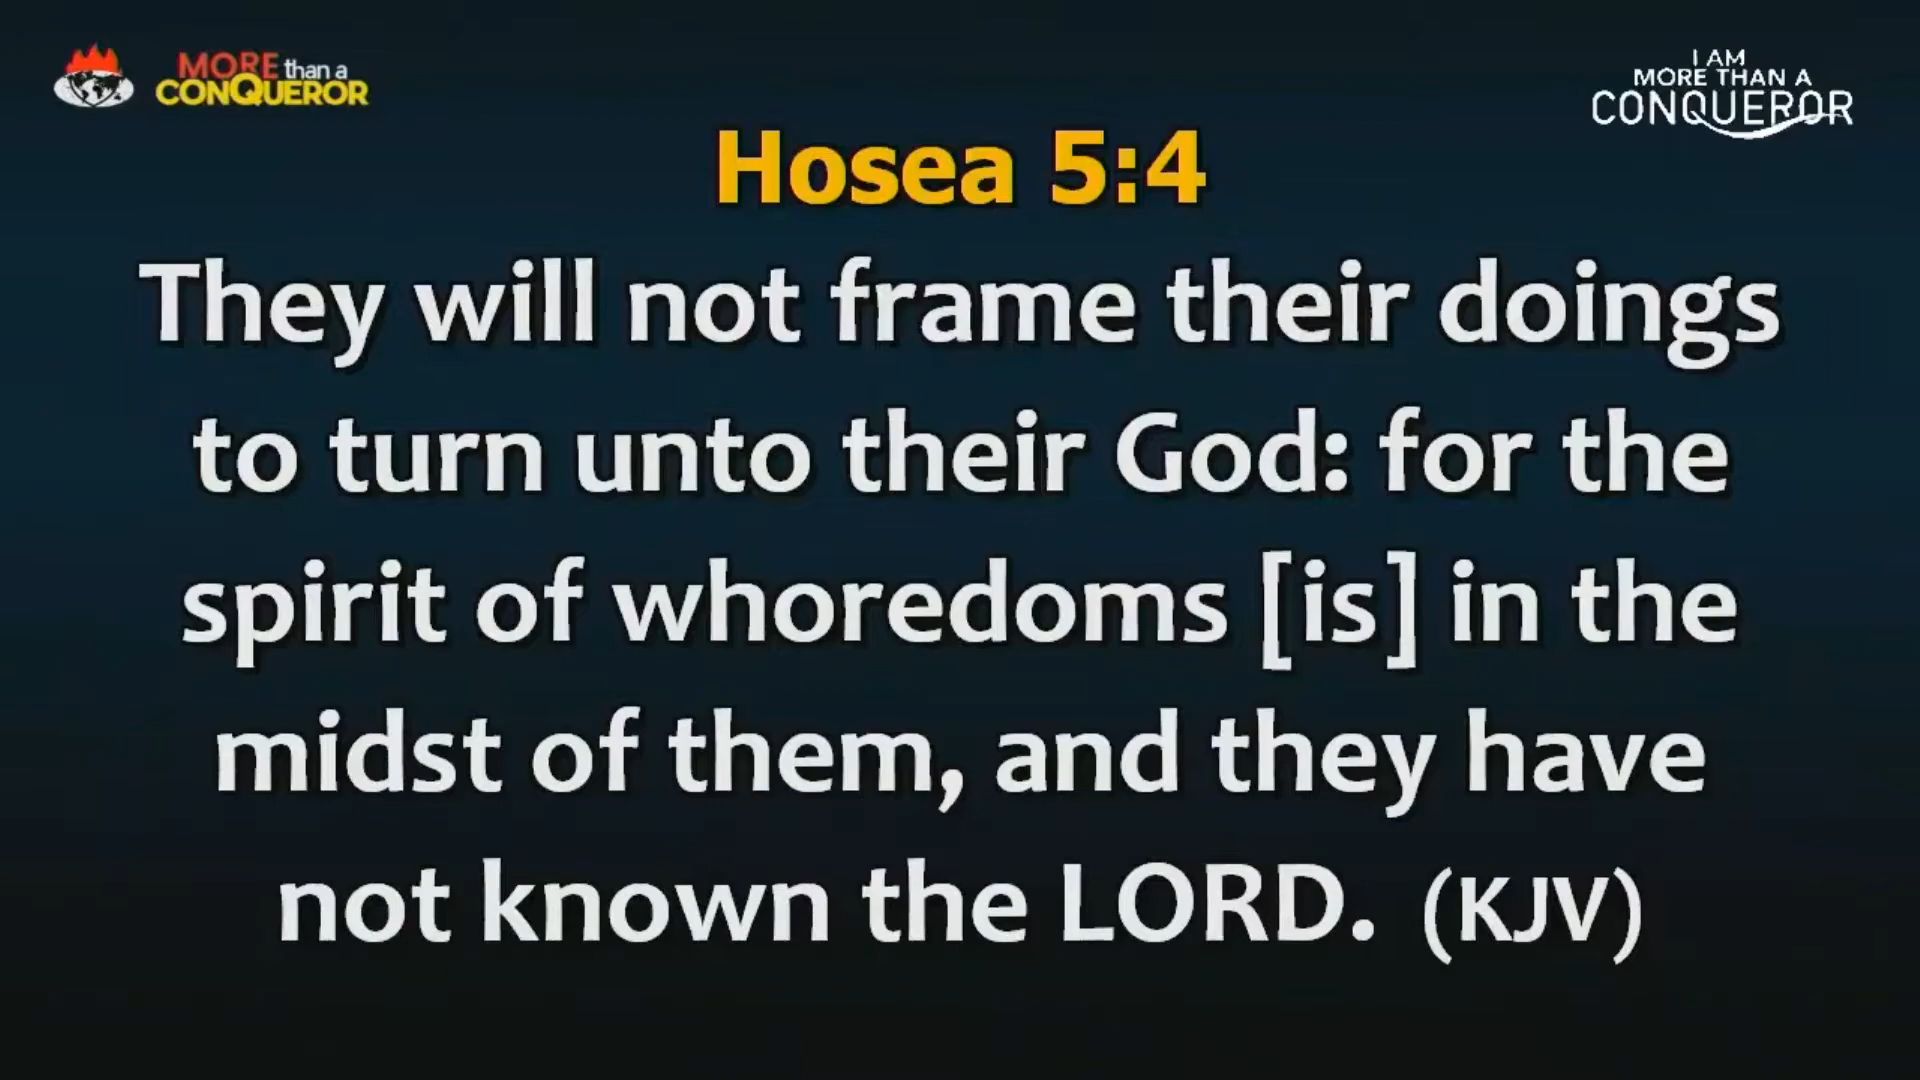 MORE than a
CONQUEROR
I AM
MORE THAN A
CONQUEROR
Hosea 5:4
They will not frame their doings
to turn unto their God: for the
spirit of whoredoms [is] in the
midst of them, and they have
not known the LORD. (KJV)